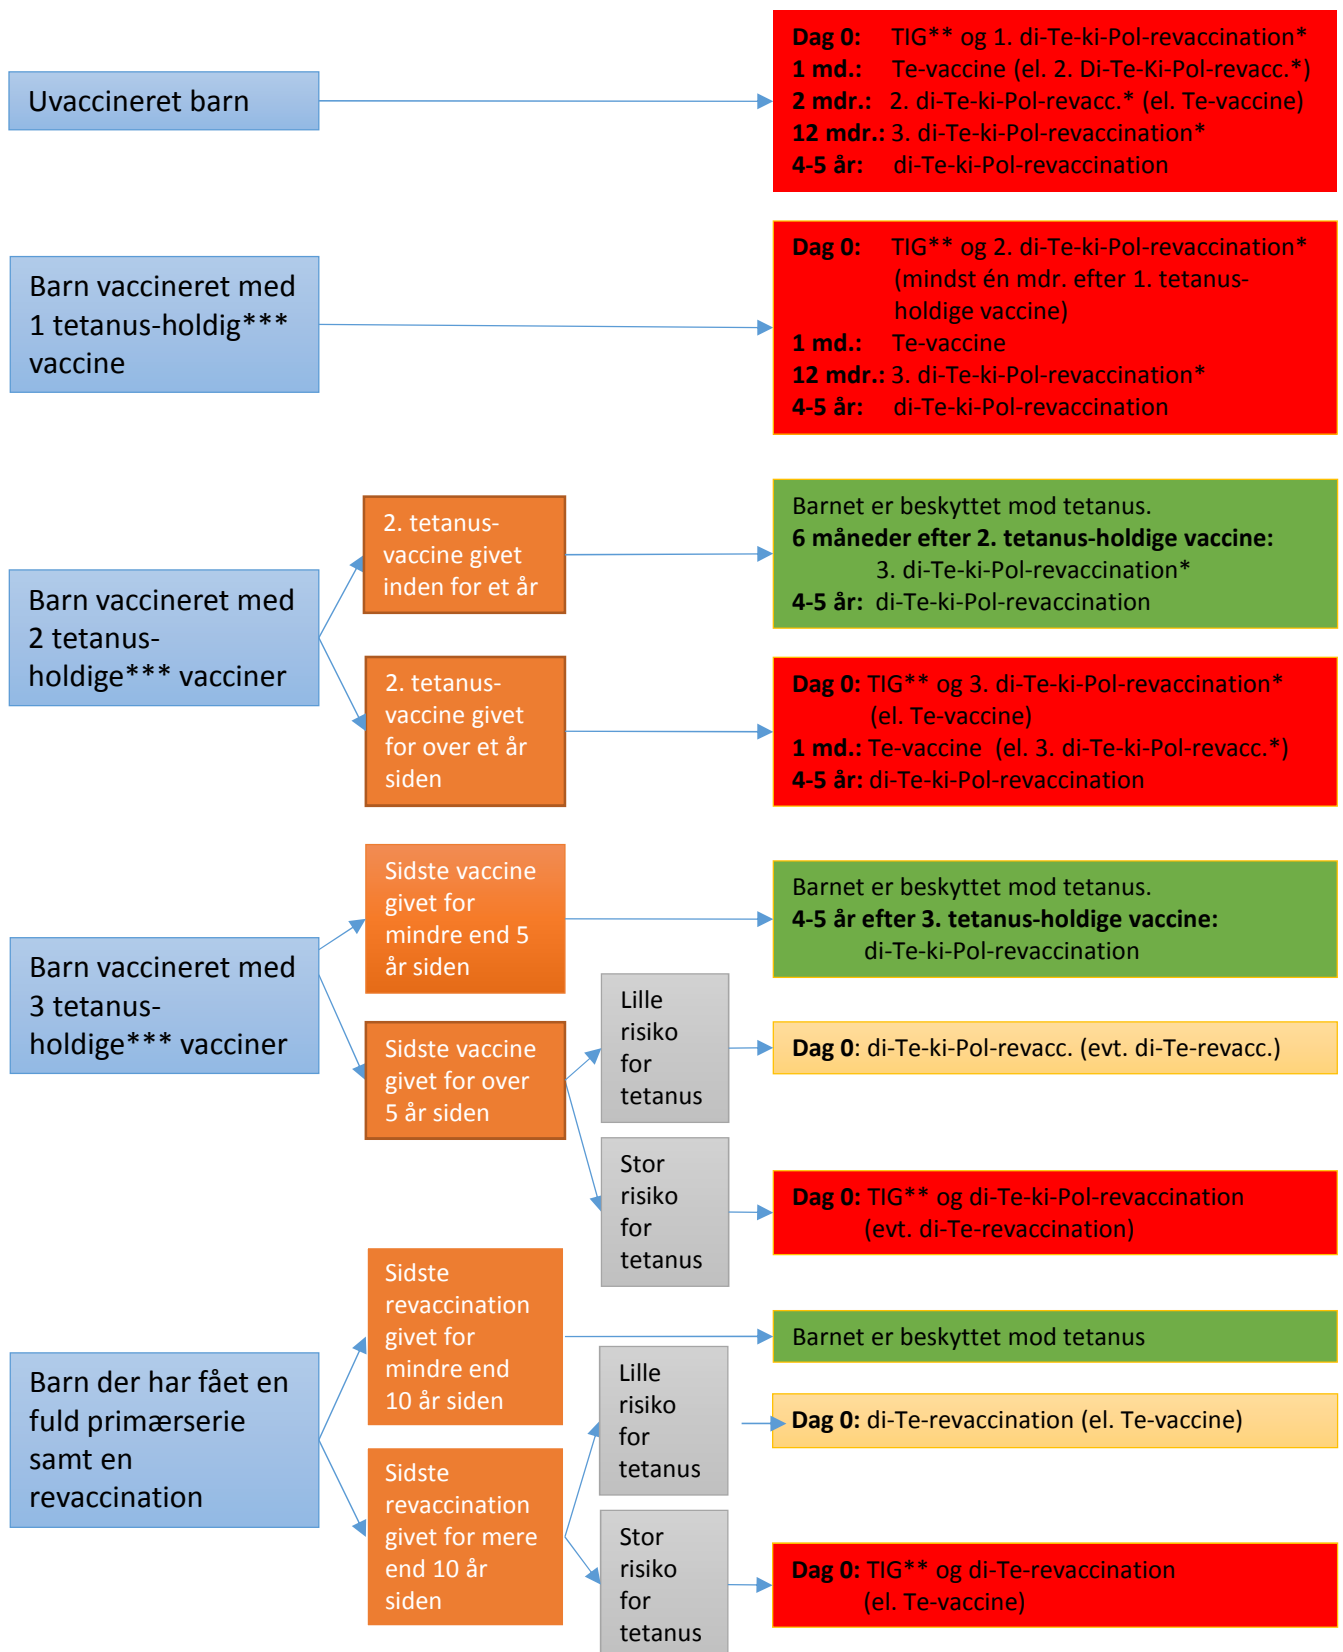 Uvaccineret barn
Dag 0: TIG** og 1. di-Te-ki-Pol-revaccination*
1 md.: Te-vaccine (el. 2. Di-Te-Ki-Pol-revacc.*)
2 mdr.: 2. di-Te-ki-Pol-revacc.* (el. Te-vaccine)
12 mdr.: 3. di-Te-ki-Pol-revaccination*
4-5 år: di-Te-ki-Pol-revaccination
Barn vaccineret med
1 tetanus-holdig***
vaccine
Dag 0: TIG** og 2. di-Te-ki-Pol-revaccination*
(mindst én mdr. efter 1. tetanus-
holdige vaccine)
1 md.: Te-vaccine
12 mdr.: 3. di-Te-ki-Pol-revaccination*
4-5 år: di-Te-ki-Pol-revaccination
Barn vaccineret med
2 tetanus-
holdige*** vacciner
2. tetanus-
vaccine givet
inden for et år
Barnet er beskyttet mod tetanus.
6 måneder efter 2. tetanus-holdige vaccine:
3. di-Te-ki-Pol-revaccination*
4-5 år: di-Te-ki-Pol-revaccination
2. tetanus-
vaccine givet
for over et år
siden
Dag 0: TIG** og 3. di-Te-ki-Pol-revaccination*
(el. Te-vaccine)
1 md.: Te-vaccine (el. 3. di-Te-ki-Pol-revacc.*)
4-5 år: di-Te-ki-Pol-revaccination
Barn vaccineret med
3 tetanus-
holdige*** vacciner
Sidste vaccine
givet for
mindre end 5
år siden
Barnet er beskyttet mod tetanus.
4-5 år efter 3. tetanus-holdige vaccine:
di-Te-ki-Pol-revaccination
Sidste vaccine
givet for over
5 år siden
Lille
risiko
for
tetanus
Dag 0: di-Te-ki-Pol-revacc. (evt. di-Te-revacc.)
Stor
risiko
for
tetanus
Dag 0: TIG** og di-Te-ki-Pol-revaccination
(evt. di-Te-revaccination)
Barn der har fået en
fuld primærserie
samt en
revaccination
Sidste
revaccination
givet for
mindre end
10 år siden
Barnet er beskyttet mod tetanus
Sidste
revaccination
givet for mere
end 10 år
siden
Lille
risiko
for
tetanus
Dag 0: di-Te-revaccination (el. Te-vaccine)
Stor
risiko
for
tetanus
Dag 0: TIG** og di-Te-revaccination
(el. Te-vaccine)